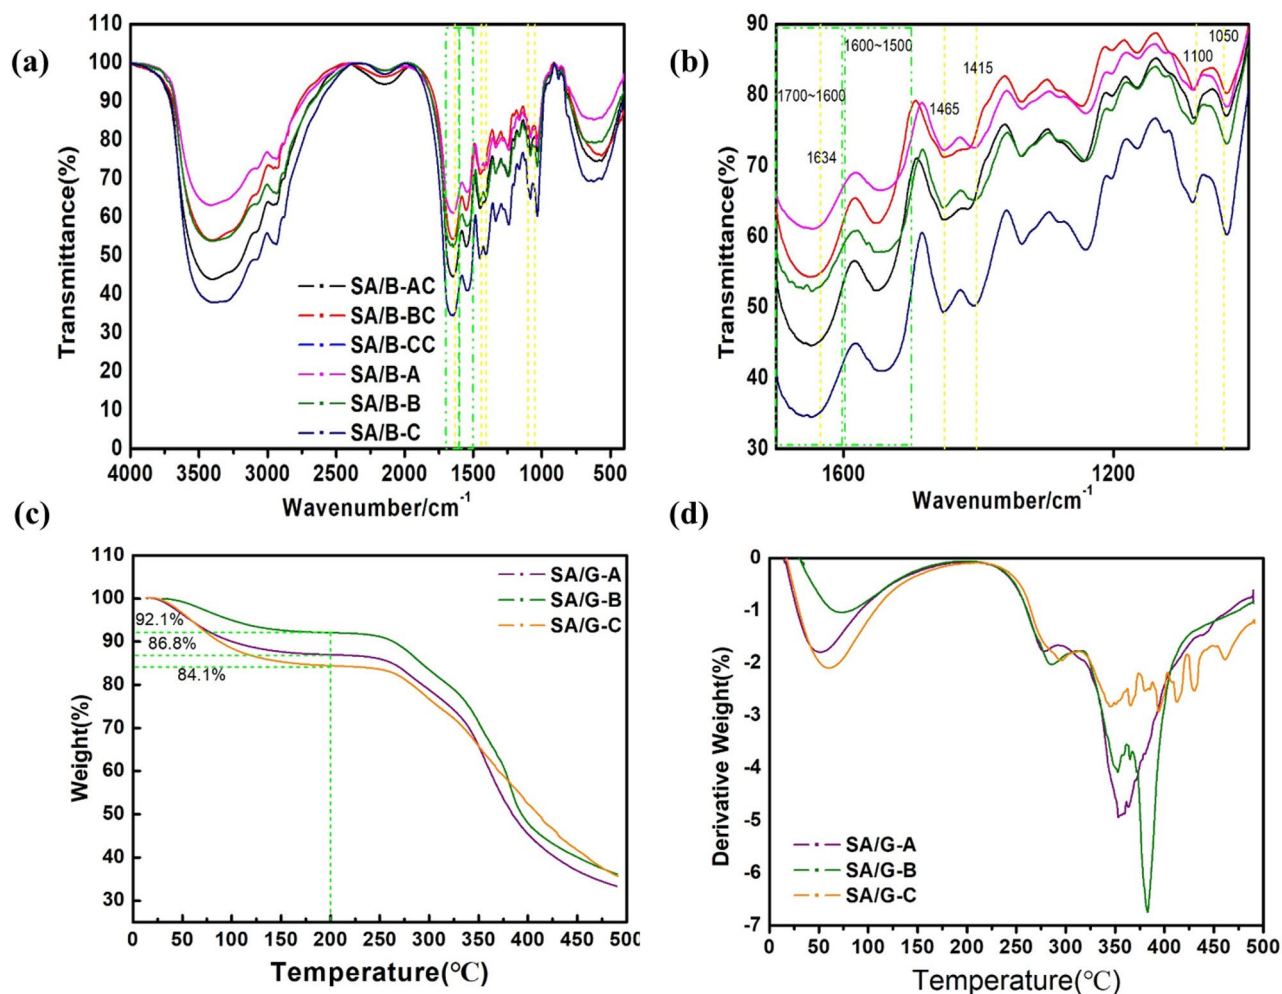 (a)
110
100
90
80
70
60
50
40
30
20
10
0
Transmittance(%)
SA/B-AC
SA/B-BC
SA/B-CC
SA/B-A
SA/B-B
SA/B-C
4000 3500 3000 2500 2000 1500 1000 500
Wavenumber/cm-1
(b)
90
80
70
60
50
40
30
Transmittance(%)
1600~1500
1050
1415
1100
1700~1600
1465
1634
1600 1200
Wavenumber/cm-1
(c)
110
100
90
80
70
60
50
40
30
Weight(%)
SA/G-A
SA/G-B
SA/G-C
92.1%
86.8%
84.1%
0 50 100 150 200 250 300 350 400 450 500
Temperature(°C)
(d)
0
-1
-2
-3
-4
-5
-6
-7
Derivative Weight(%)
SA/G-A
SA/G-B
SA/G-C
0 50 100 150 200 250 300 350 400 450 500
Temperature(°C)